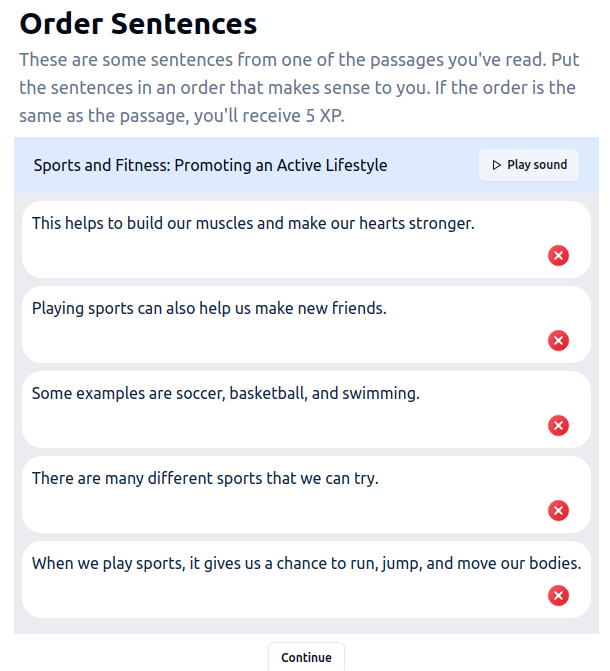 Order Sentences
These are some sentences from one of the passages you've read. Put
the sentences in an order that makes sense to you. If the order is the
same as the passage, you'll receive 5 XP.
Sports and Fitness: Promoting an Active Lifestyle
Play sound
This helps to build our muscles and make our hearts stronger.
Playing sports can also help us make new friends.
Some examples are soccer, basketball, and swimming.
There are many different sports that we can try.
When we play sports, it gives us a chance to run, jump, and move our bodies.
Continue